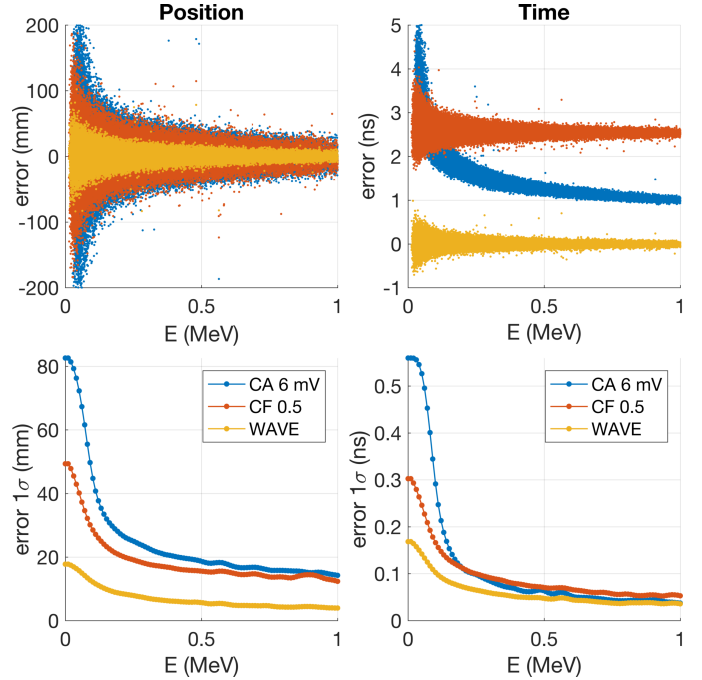 Position
error (mm)
200
100
0
-100
-200
0
0.5
1
E (MeV)
Time
error (ns)
5
4
3
2
1
0
-1
0
0.5
1
E (MeV)
error 1σ (mm)
80
60
40
20
0
0
0.5
1
E (MeV)
CA 6 mV
CF 0.5
WAVE
error 1σ (ns)
0.5
0.4
0.3
0.2
0.1
0
0
0.5
1
E (MeV)
CA 6 mV
CF 0.5
WAVE